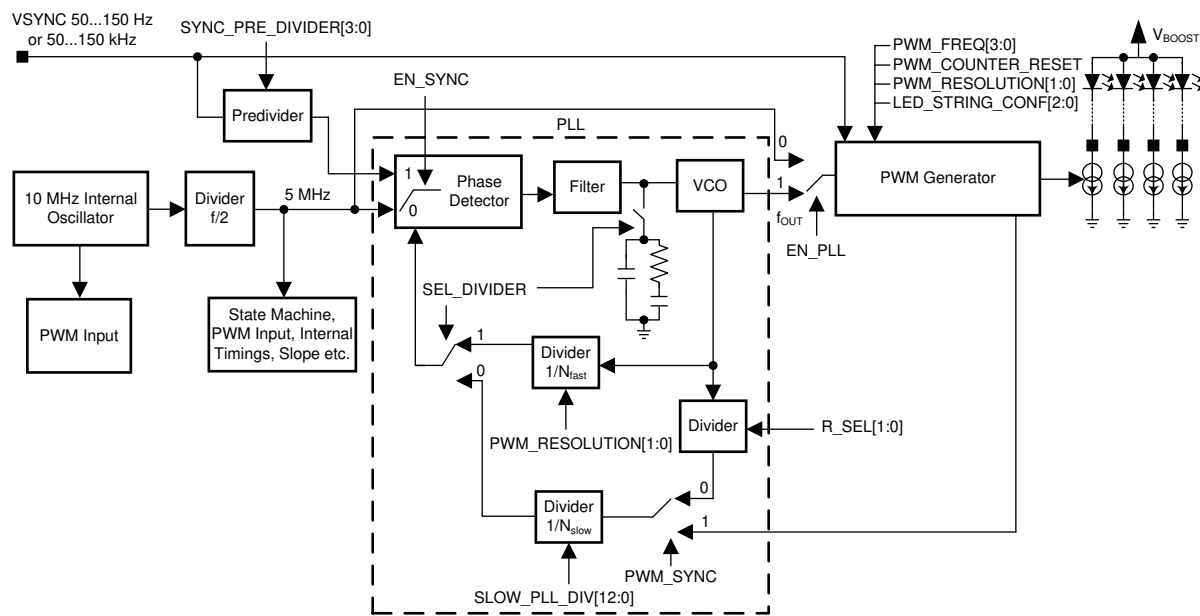 VSYNC 50...150 Hz
or 50...150 kHz
SYNC_PRE_DIVIDER[3:0]
EN_SYNC
PWM_FREQ[3:0]
PWM_COUNTER_RESET
PWM_RESOLUTION[1:0]
LED_STRING_CONF[2:0]
VBOOST
Predivider
PLL
0
10 MHz Internal
Oscillator
Divider
f/2
5 MHz
1
0
Phase
Detector
Filter
VCO
1
fOUT
EN_PLL
PWM Generator
PWM Input
State Machine,
PWM Input, Internal
Timings, Slope etc.
SEL_DIVIDER
1
0
Divider
1/Nfast
PWM_RESOLUTION[1:0]
Divider
R_SEL[1:0]
0
1
Divider
1/Nslow
PWM_SYNC
SLOW_PLL_DIV[12:0]